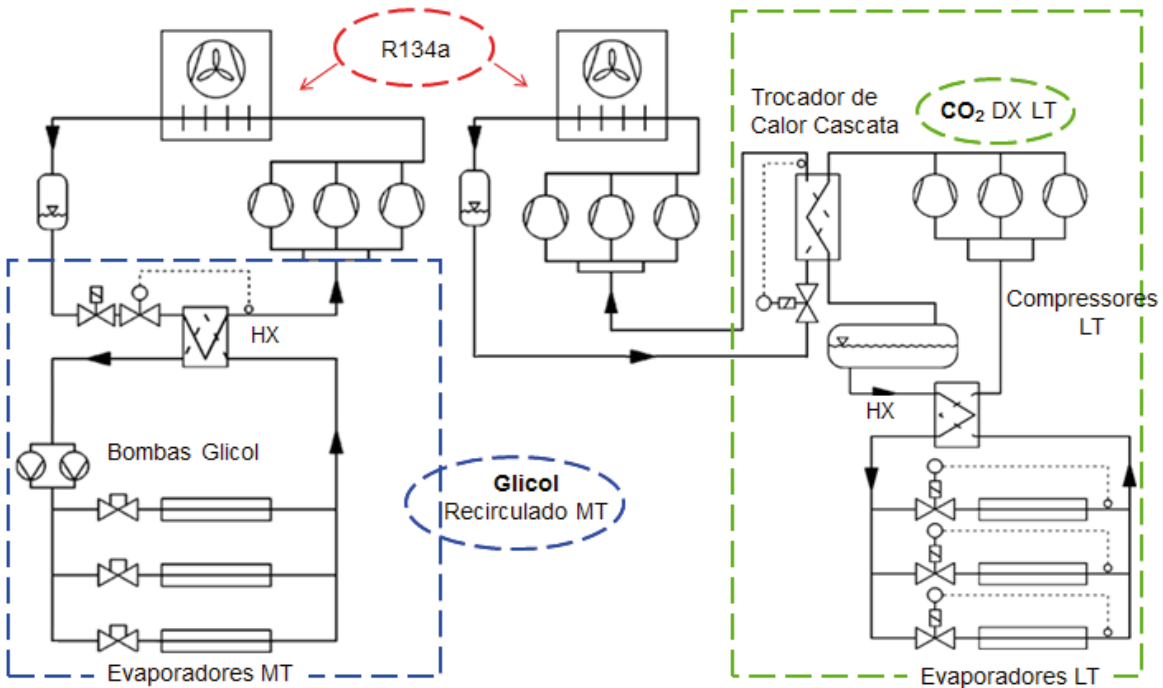 R134a
Trocador de
Calor Cascata
CO₂ DX LT
Compressores
LT
HX
HX
Bombas Glicol
Glicol
Recirculado MT
Evaporadores MT
Evaporadores LT